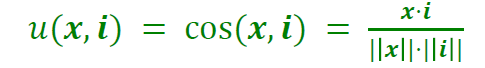 u(x,i) = cos(x,i) = x·i / ||x||·||i||